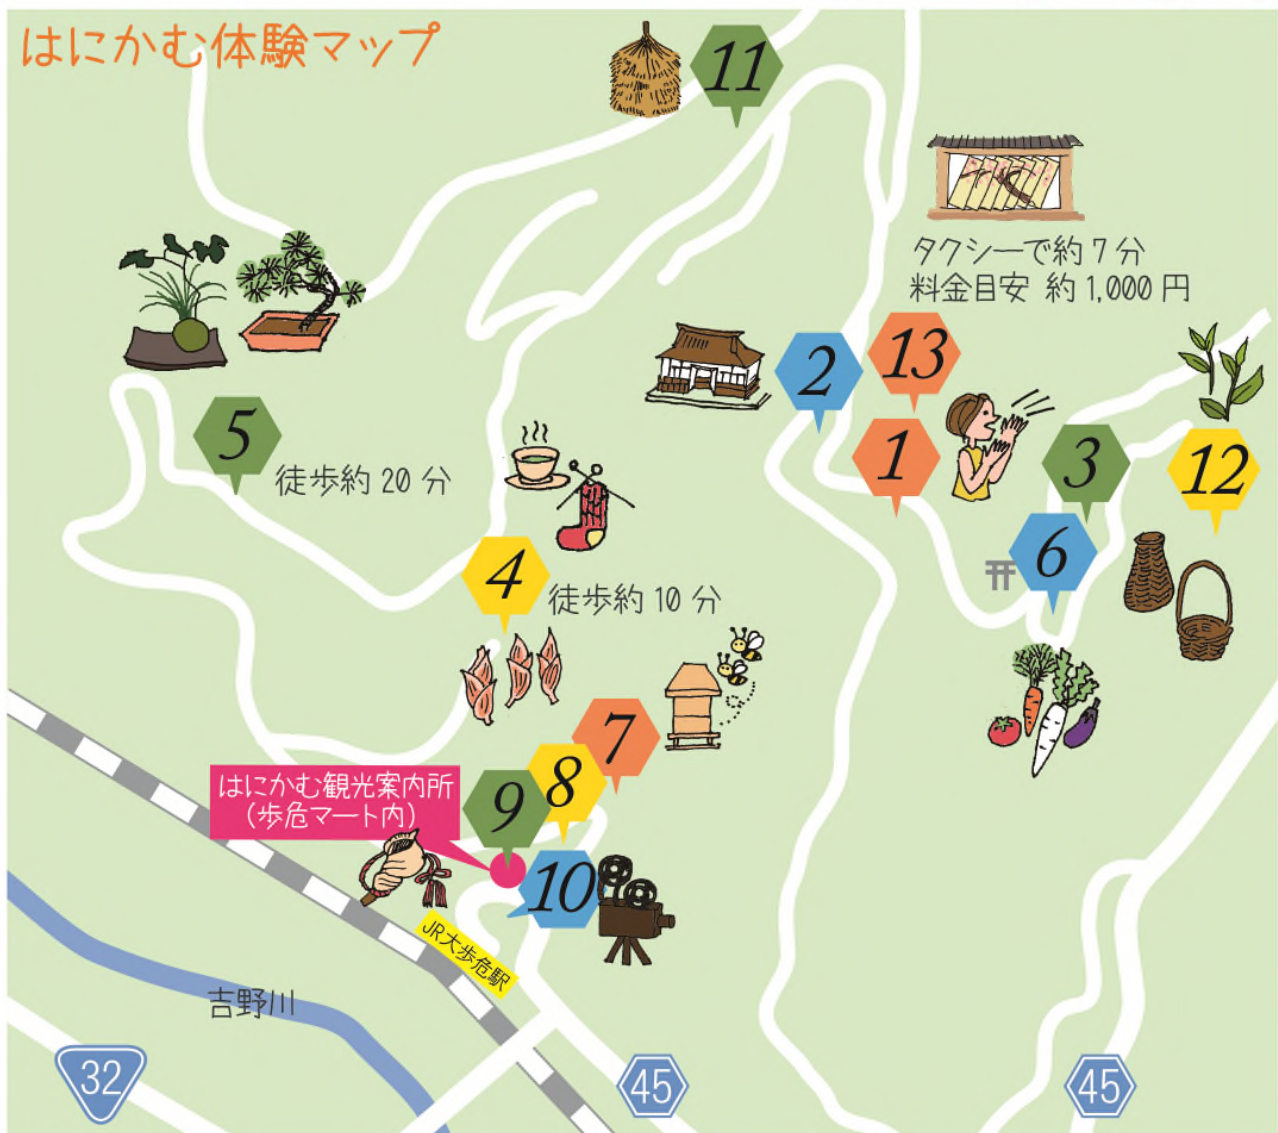 はにかむ体験マップ
11
タクシーで約7分
料金目安 約1,000円
2
13
1
3
12
5
徒歩約20分
4
徒歩約10分
6
7
8
9
10
はにかむ観光案内所
(歩危マート内)
JR大歩危駅
吉野川
32
45
45